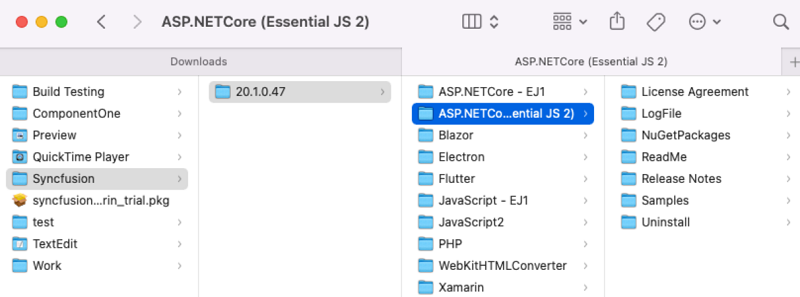 ASP.NETCore (Essential JS 2)
Downloads
ASP.NETCore (Essential JS 2)
Build Testing
ComponentOne
Preview
QuickTime Player
Syncfusion
syncfusion...rin_trial.pkg
test
TextEdit
Work
20.1.0.47
ASP.NETCore - EJ1
ASP.NETCo...ential JS 2)
Blazor
Electron
Flutter
JavaScript - EJ1
JavaScript2
PHP
WebKitHTMLConverter
Xamarin
License Agreement
LogFile
NuGetPackages
ReadMe
Release Notes
Samples
Uninstall